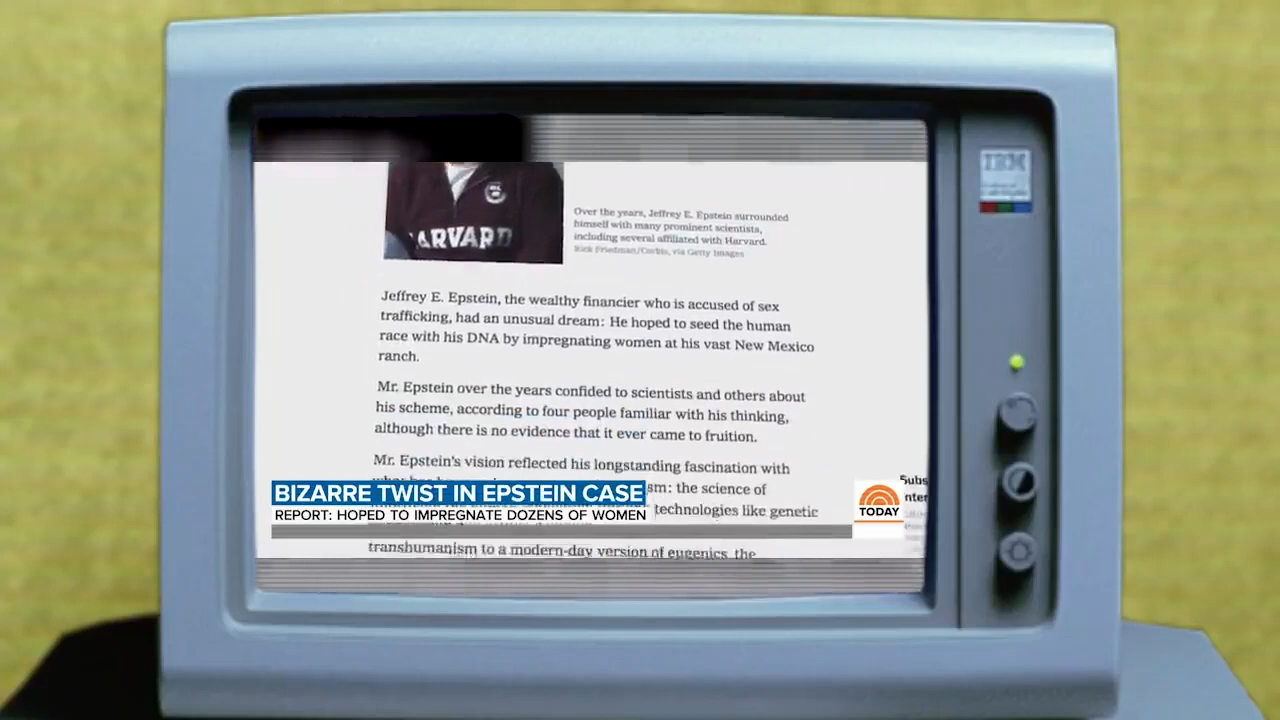 IBM
ARVARD
Over the years, Jeffrey E. Epstein surrounded
himself with many prominent scientists,
including several affiliated with Harvard.
Rick Friedman/Corbis, via Getty Images
Jeffrey E. Epstein, the wealthy financier who is accused of sex
trafficking, had an unusual dream: He hoped to seed the human
race with his DNA by impregnating women at his vast New Mexico
ranch.
Mr. Epstein over the years confided to scientists and others about
his scheme, according to four people familiar with his thinking,
although there is no evidence that it ever came to fruition.
Mr. Epstein's vision reflected his longstanding fascination with
sm: the science of
technologies like genetic
transhumanism to a modern-day version of eugenics, the
BIZARRE TWIST IN EPSTEIN CASE
REPORT: HOPED TO IMPREGNATE DOZENS OF WOMEN
TODAY
Subs
nter